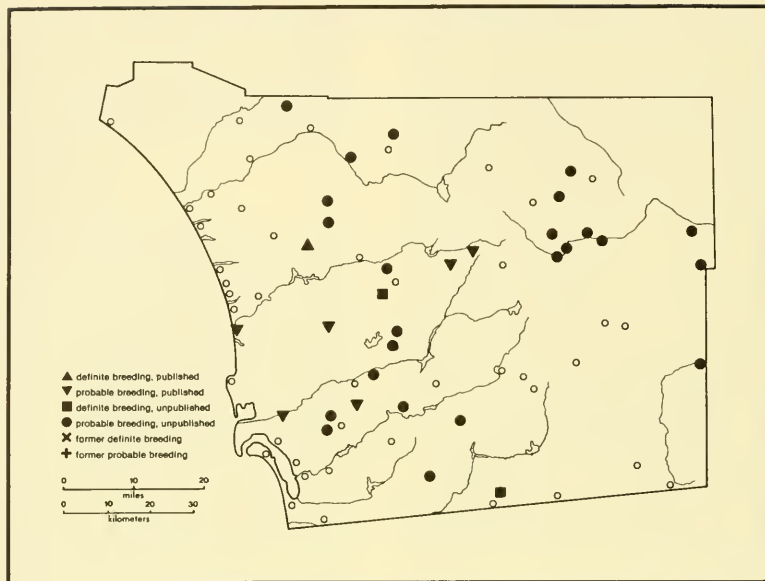 definite breeding, published
probable breeding, published
definite breeding, unpublished
probable breeding, unpublished
former definite breeding
former probable breeding
0 10 20
miles
0 10 20 30
kilometers